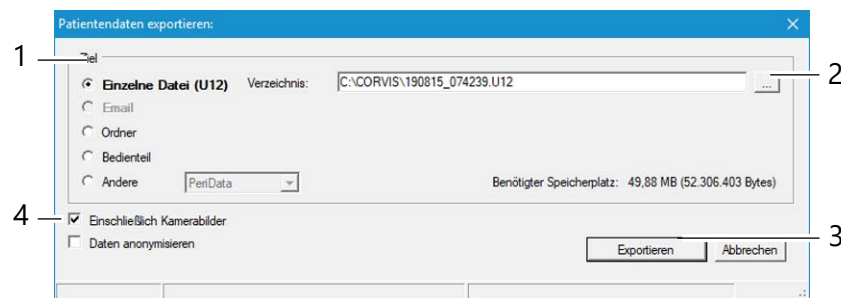 Patientendaten exportieren:
1
Ziel
Einzelne Datei (U12) Verzeichnis: C:\CORVIS\190815_074239.U12 ... 2
Email
Ordner
Bedienteil
Andere PeriData Benötigter Speicherplatz: 49,88 MB (52.306.403 Bytes)
4 Einschließlich Kamerabilder
Daten anonymisieren Exportieren Abbrechen 3